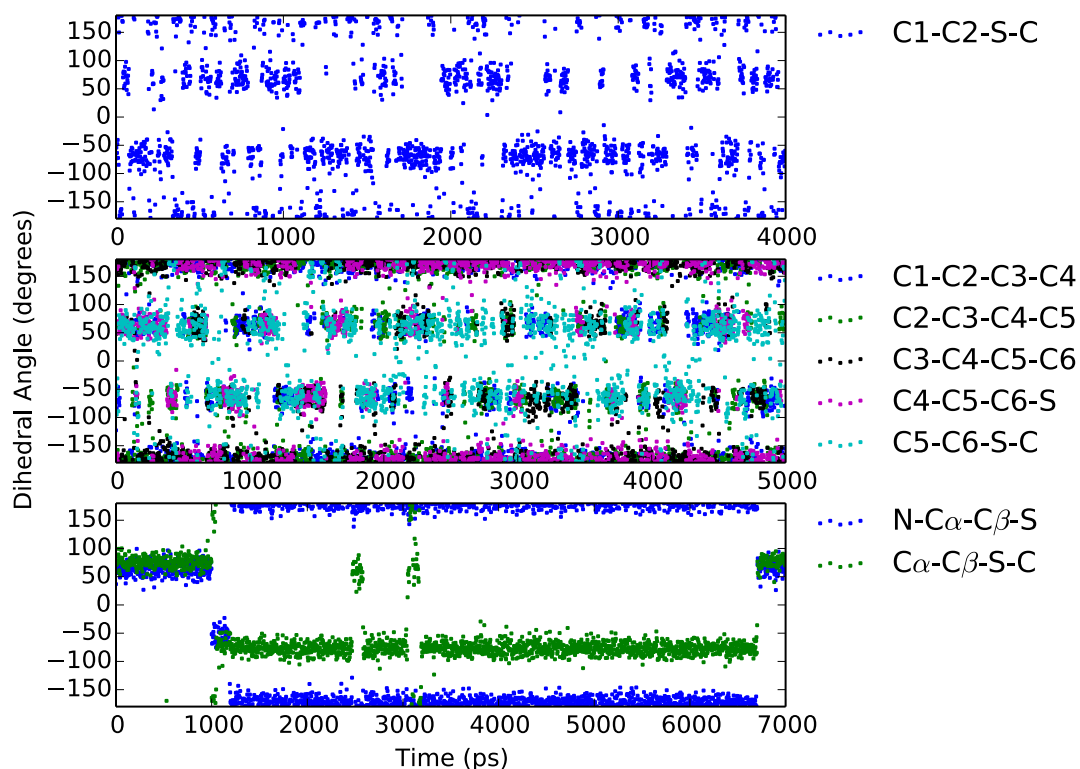 150
100
50
0
−50
−100
−150
0 1000 2000 3000 4000
C1-C2-S-C
Dihedral Angle (degrees)
150
100
50
0
−50
−100
−150
0 1000 2000 3000 4000 5000
C1-C2-C3-C4
C2-C3-C4-C5
C3-C4-C5-C6
C4-C5-C6-S
C5-C6-S-C
150
100
50
0
−50
−100
−150
0 1000 2000 3000 4000 5000 6000 7000
N-Cα-Cβ-S
Cα-Cβ-S-C
Time (ps)